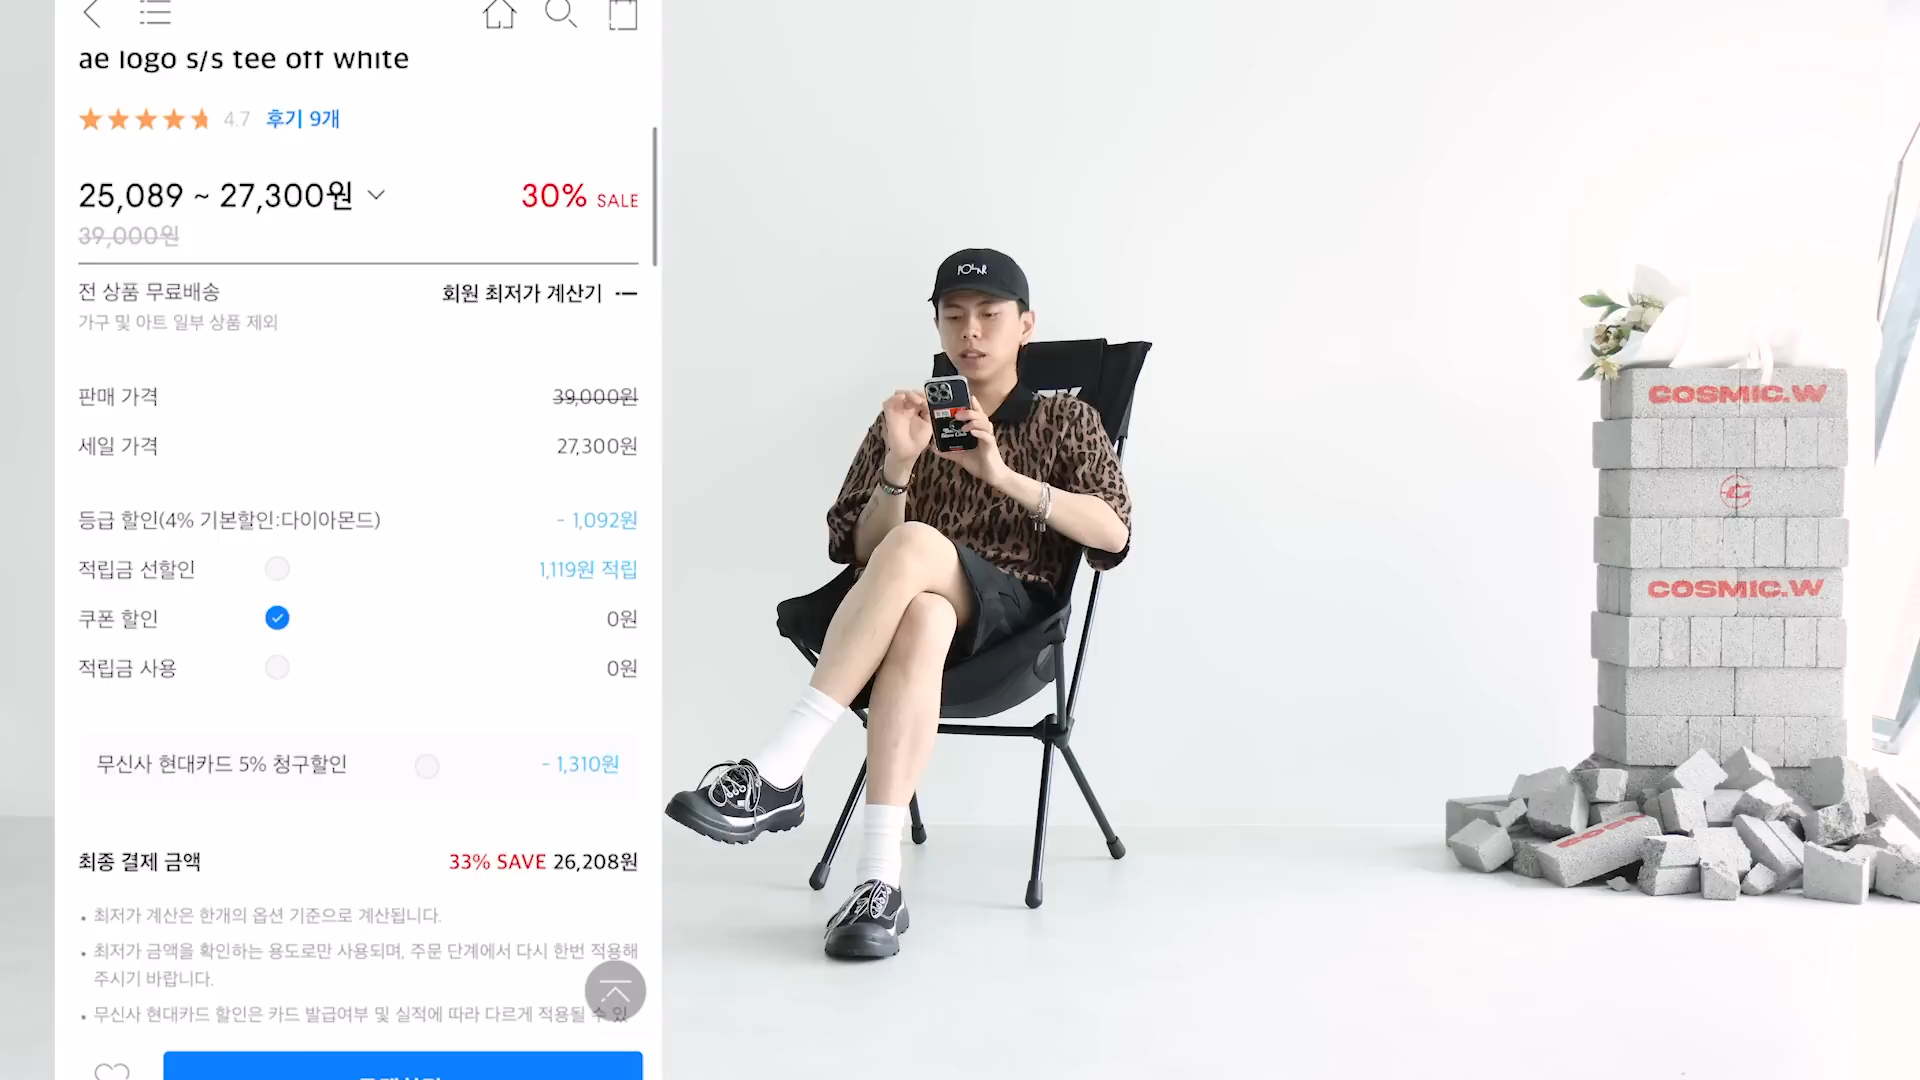 ae logo s/s tee off white
4.7 후기 9개
25,089 ~ 27,300원
30% SALE
39,000원
전 상품 무료배송
회원 최저가 계산기
가구 및 아트 일부 상품 제외
판매 가격 39,000원
세일 가격 27,300원
등급 할인(4% 기본할인:다이아몬드) - 1,092원
적립금 선할인 1,119원 적립
쿠폰 할인 0원
적립금 사용 0원
무신사 현대카드 5% 청구할인 - 1,310원
최종 결제 금액 33% SAVE 26,208원
• 최저가 계산은 한개의 옵션 기준으로 계산됩니다.
• 최저가 금액을 확인하는 용도로만 사용되며, 주문 단계에서 다시 한번 적용해
주시기 바랍니다.
• 무신사 현대카드 할인은 카드 발급여부 및 실적에 따라 다르게 적용될 수 있
POLAR
COSMIC.W
COSMIC.W